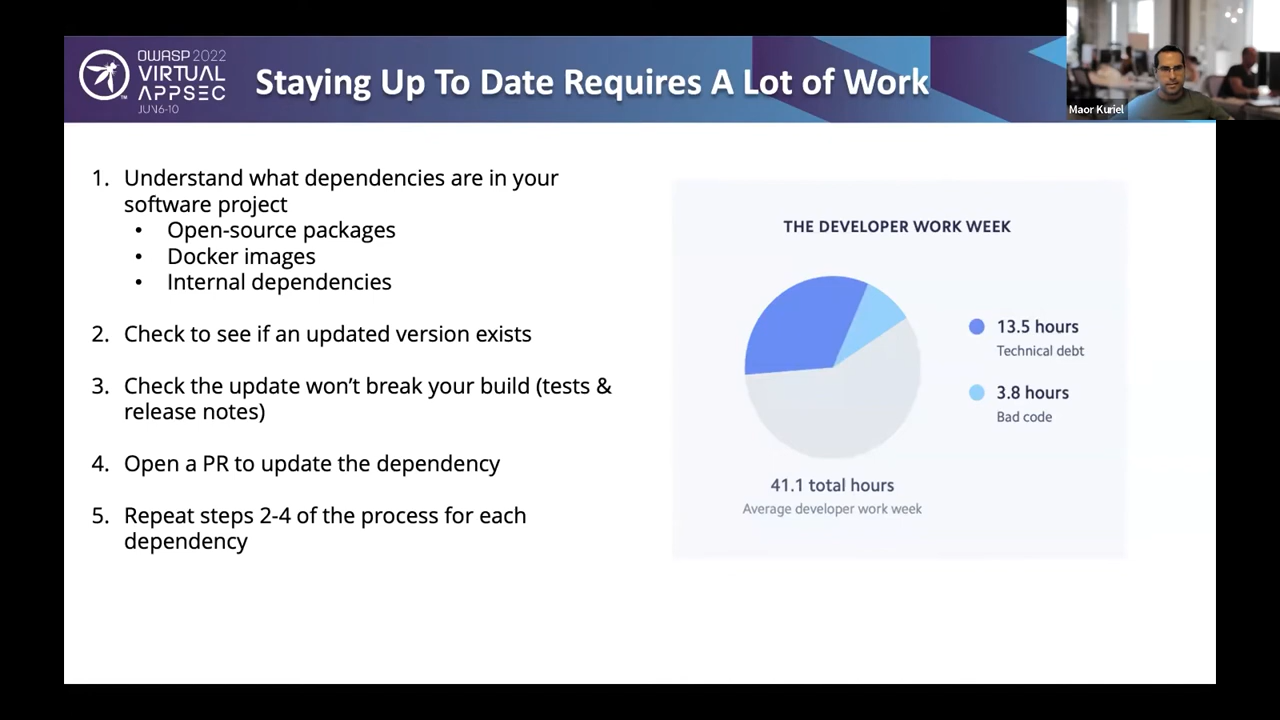 OWASP 2022
VIRTUAL
APPSEC
JUN 6-10
Staying Up To Date Requires A Lot of Work
Maor Kuriel
1. Understand what dependencies are in your
software project
• Open-source packages
• Docker images
• Internal dependencies
2. Check to see if an updated version exists
3. Check the update won’t break your build (tests &
release notes)
4. Open a PR to update the dependency
5. Repeat steps 2-4 of the process for each
dependency
THE DEVELOPER WORK WEEK
13.5 hours
Technical debt
3.8 hours
Bad code
41.1 total hours
Average developer work week